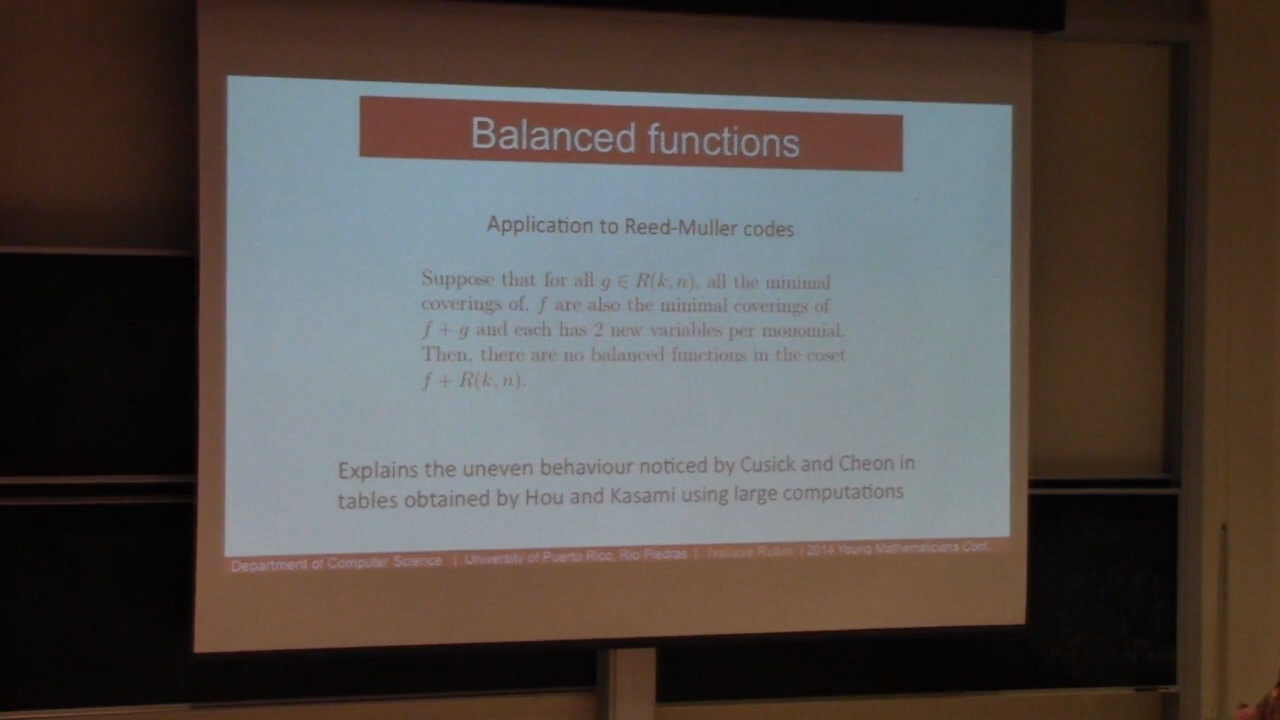 Balanced functions
Application to Reed-Muller codes
Suppose that for all g ∈ R(k, n), all the minimal
coverings of, f are also the minimal coverings of
f + g and each has 2 new variables per monomial.
Then, there are no balanced functions in the coset
f + R(k, n).
Explains the uneven behaviour noticed by Cusick and Cheon in
tables obtained by Hou and Kasami using large computations
Department of Computer Science | University of Puerto Rico, Río Piedras | Ivelisse Rubio | 2014 Young Mathematicians Conf.